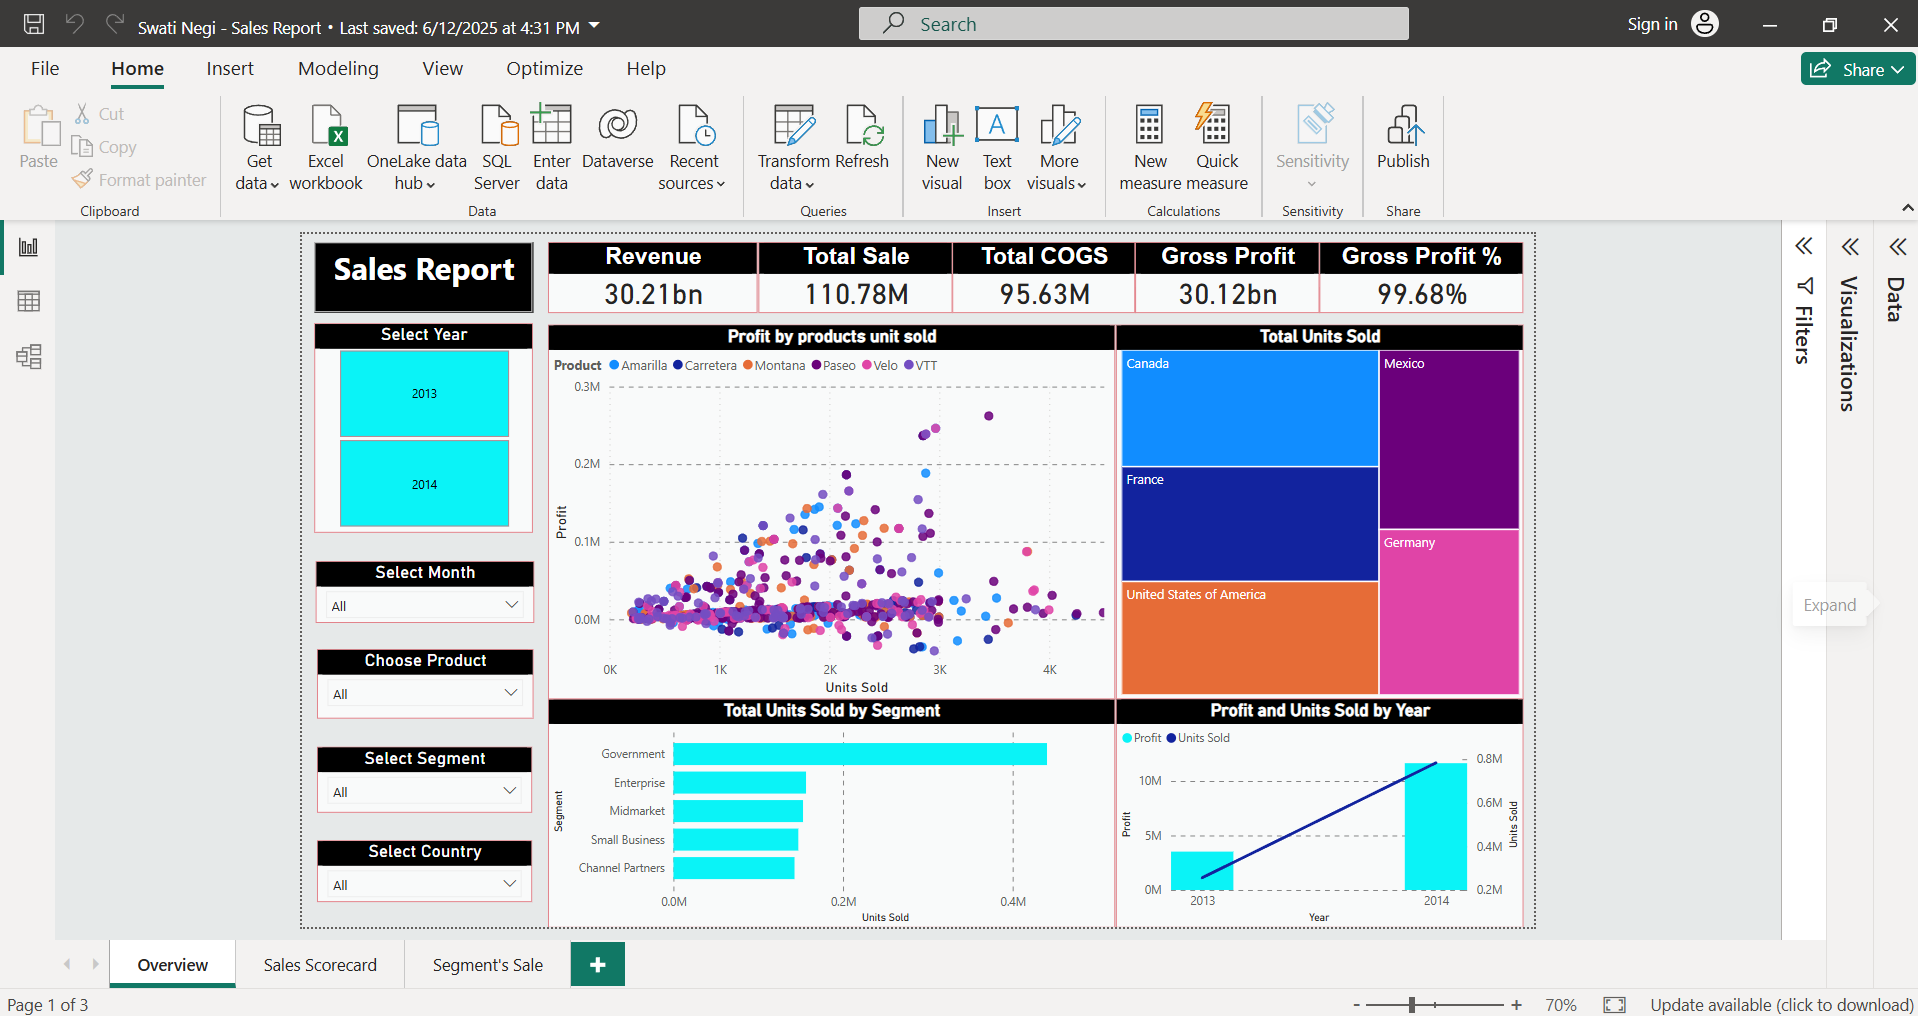 Swati Negi - Sales Report • Last saved: 6/12/2025 at 4:31 PM
Search
Sign in
File Home Insert Modeling View Optimize Help
Share
Paste
Cut
Copy
Format painter
Clipboard
Get data
Excel workbook
OneLake data hub
SQL Server
Enter data
Dataverse
Recent sources
Data
Transform data
Refresh
Queries
New visual
Text box
More visuals
Insert
New measure
Quick measure
Calculations
Sensitivity
Sensitivity
Publish
Share
Sales Report
Revenue
30.21bn
Total Sale
110.78M
Total COGS
95.63M
Gross Profit
30.12bn
Gross Profit %
99.68%
Select Year
2013
2014
Select Month
All
Choose Product
All
Select Segment
All
Select Country
All
Profit by products unit sold
Product Amarilla Carretera Montana Paseo Velo VTT
0.3M
0.2M
0.1M
0.0M
Profit
0K 1K 2K 3K 4K
Units Sold
Total Units Sold
Canada
France
United States of America
Mexico
Germany
Total Units Sold by Segment
Segment
Government
Enterprise
Midmarket
Small Business
Channel Partners
0.0M 0.2M 0.4M
Units Sold
Profit and Units Sold by Year
Profit Units Sold
10M
5M
0M
Profit
0.8M
0.6M
0.4M
0.2M
Units Sold
2013 2014
Year
Filters
Visualizations
Data
Expand
Overview Sales Scorecard Segment's Sale +
Page 1 of 3
- + 70% Update available (click to download)